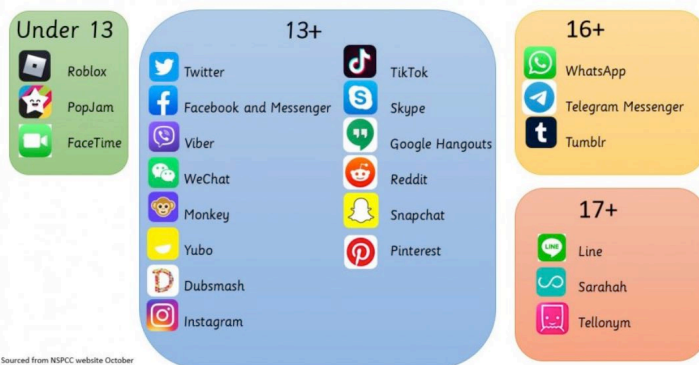 Under 13
Roblox
PopJam
FaceTime
13+
Twitter
Facebook and Messenger
Viber
WeChat
Monkey
Yubo
Dubsmash
Instagram
TikTok
Skype
Google Hangouts
Reddit
Snapchat
Pinterest
16+
WhatsApp
Telegram Messenger
Tumblr
17+
LINE
Line
Sarahah
Tellonym
Sourced from NSPCC website October